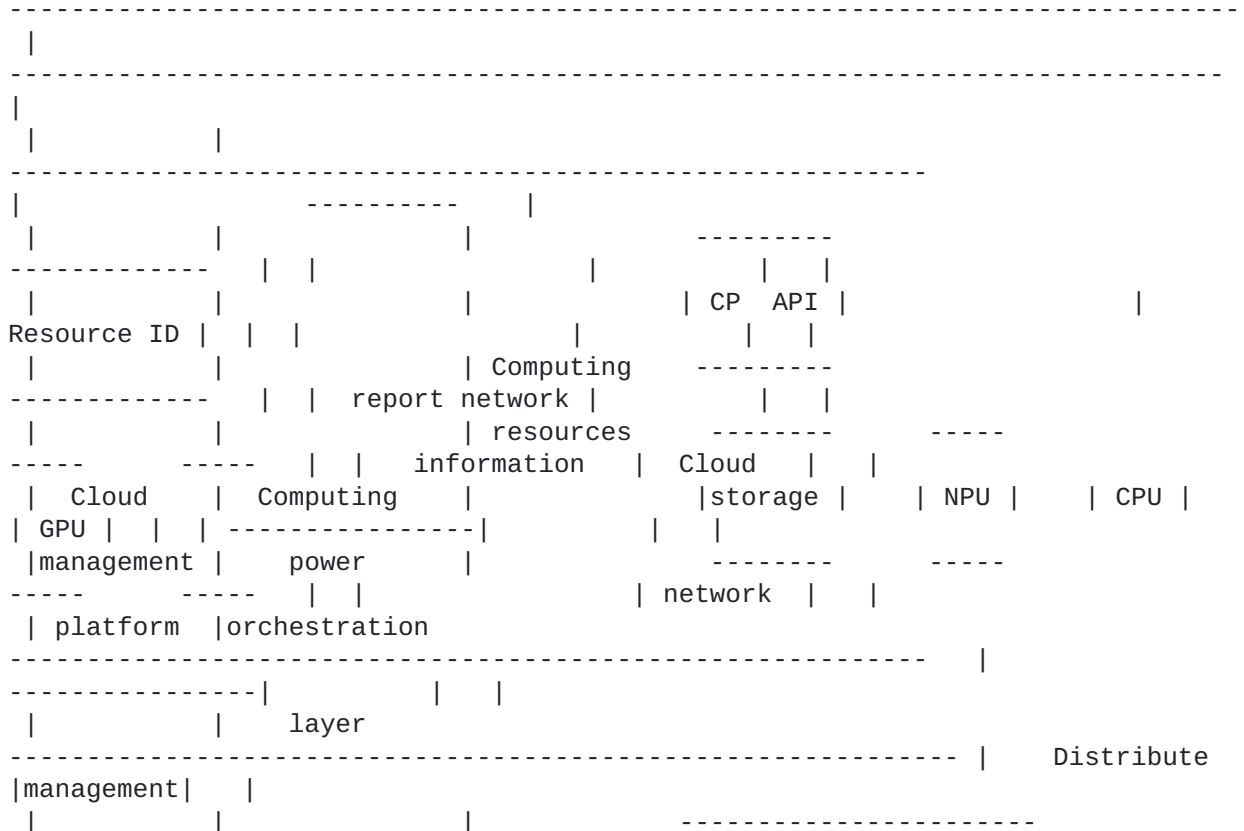 -------------------------------------------------------------------------------
|
------------------------------------------------------------------------------
|
| |
-----------------------------------------------------------
| ---------- |
| | | ---------
------------- | | | | |
| | | | CP API | |
Resource ID | | | | | |
| | | Computing ---------
------------- | | report network | | |
| | | resources -------- -----
----- ----- | | information | Cloud | |
| Cloud | Computing | |storage | | NPU | | CPU |
| GPU | | | ----------------| | |
|management | power | -------- -----
----- ----- | | | network | |
| platform |orchestration
----------------------------------------------------------- |
----------------| | |
| | layer
------------------------------------------------------------- | Distribute
|management| |
| | | -----------------------